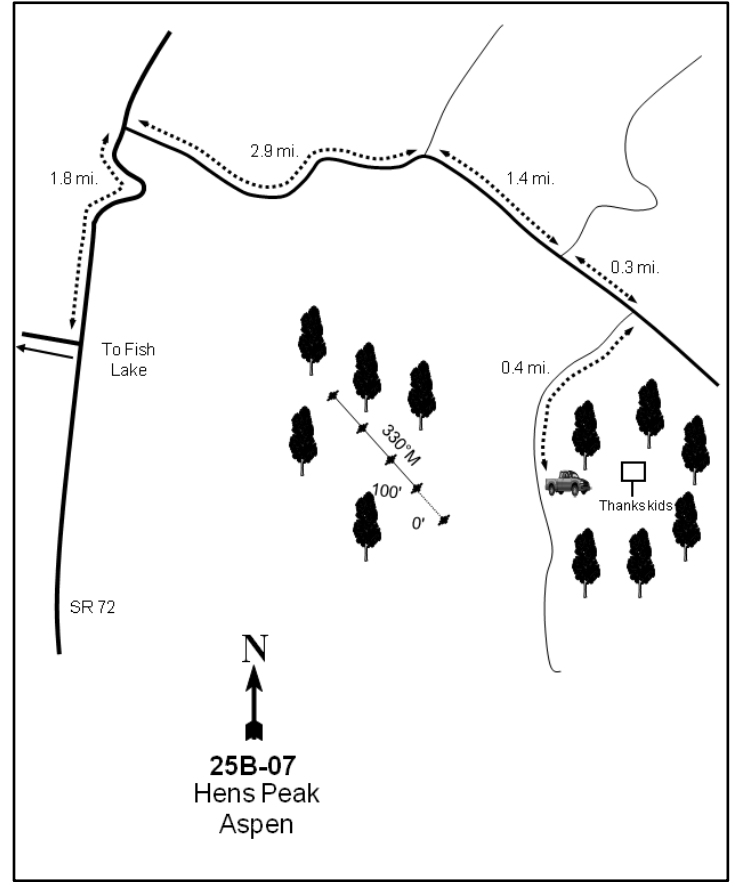 2.9 mi.
1.8 mi.
1.4 mi.
0.3 mi.
To Fish
Lake
0.4 mi.
330°M
100'
0'
Thanks kids
SR 72
N
25B-07
Hens Peak
Aspen